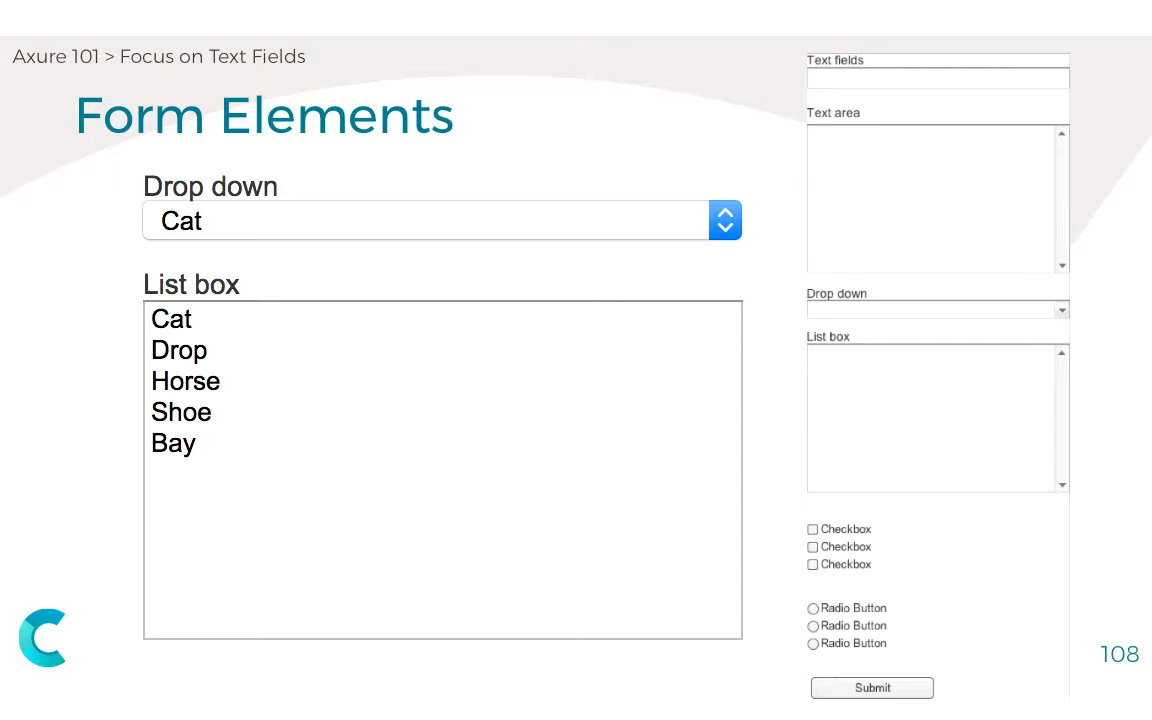 Axure 101 > Focus on Text Fields
Form Elements
Drop down
Cat
List box
Cat
Drop
Horse
Shoe
Bay
Text fields
Text area
Drop down
List box
Checkbox
Checkbox
Checkbox
Radio Button
Radio Button
Radio Button
Submit
108